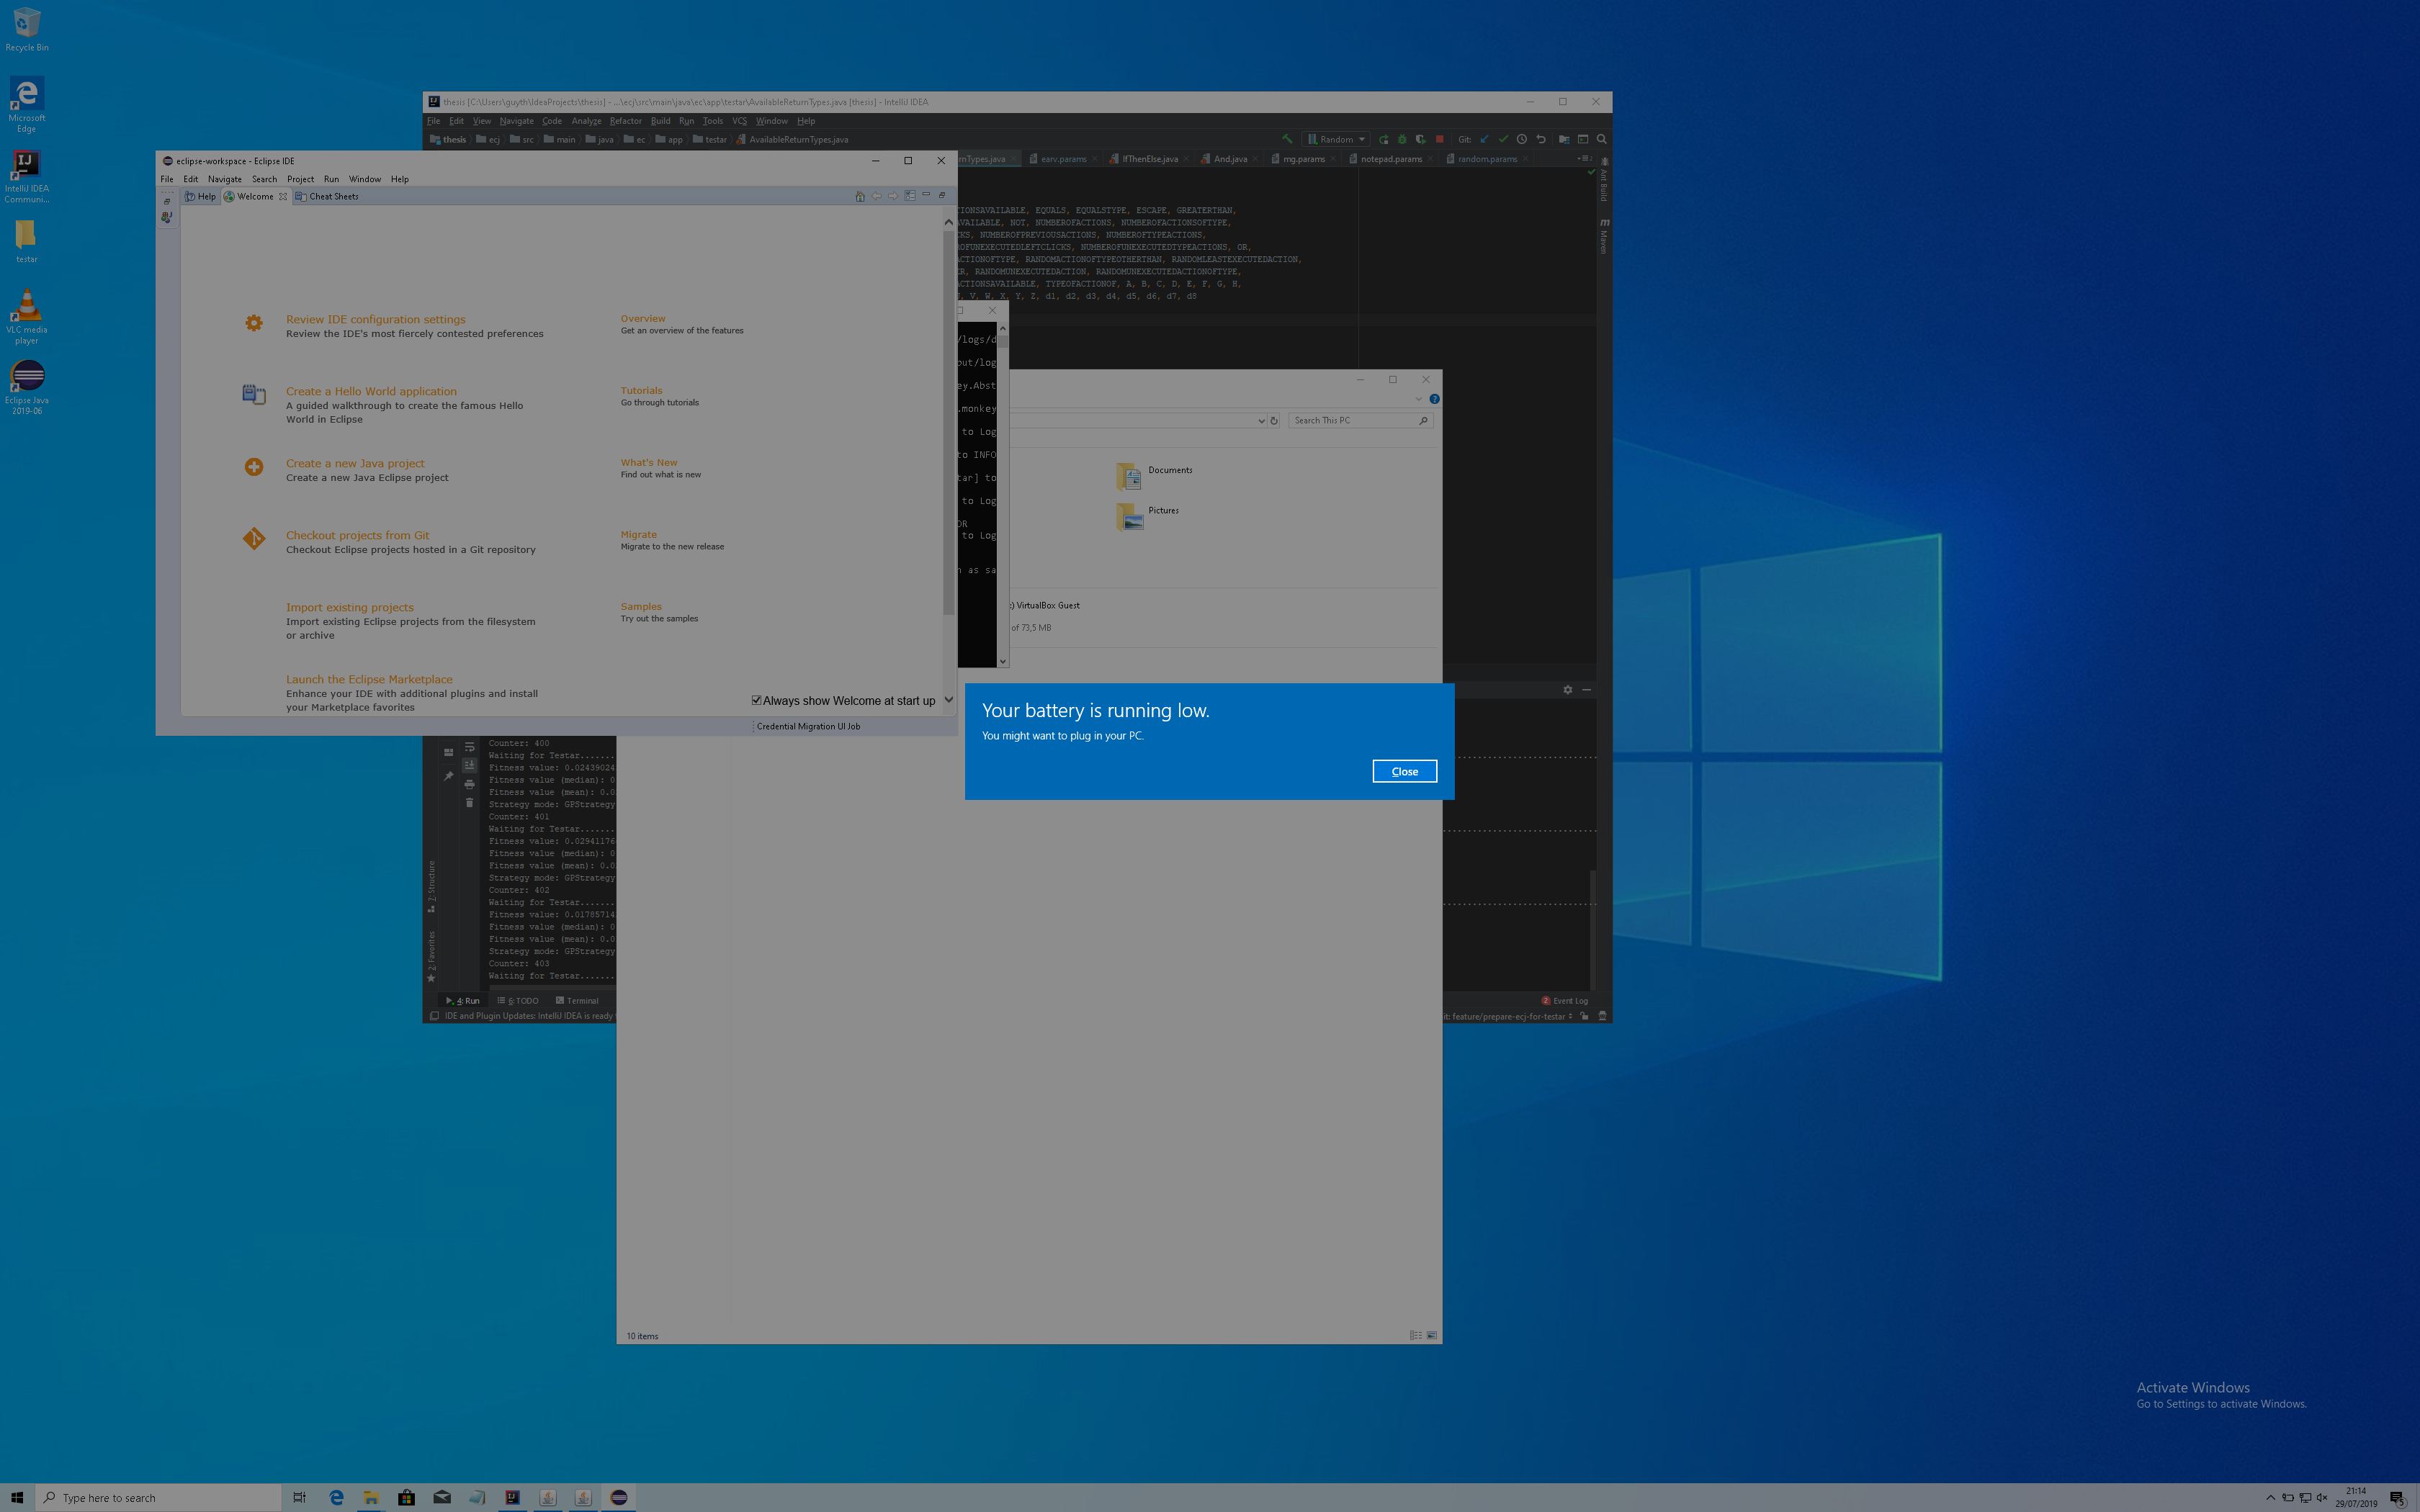 Recycle Bin
Microsoft
Edge
IntelliJ IDEA
Communi...
testar
VLC media
player
Eclipse Java
2019-06
thesis [C:\Users\guyth\IdeaProjects\thesis] - ...\ecj\src\main\java\ec\app\testar\AvailableReturnTypes.java [thesis] - IntelliJ IDEA
File Edit View Navigate Code Analyze Refactor Build Run Tools VCS Window Help
thesis ecj src main java ec app testar AvailableReturnTypes.java
Random Git:
rnTypes.java earv.params IfThenElse.java And.java mg.params notepad.params random.params
Ant Build
Maven
IONSAVAILABLE, EQUALS, EQUALSTYPE, ESCAPE, GREATERTHAN,
AVAILABLE, NOT, NUMBEROFACTIONS, NUMBEROFACTIONSOFTYPE,
CKS, NUMBEROFPREVIOUSACTIONS, NUMBEROFTYPEACTIONS,
OFUNEXECUTEDLEFTCLICKS, NUMBEROFUNEXECUTEDTYPEACTIONS, OR,
ACTIONOFTYPE, RANDOMACTIONOFTYPEOTHERTHAN, RANDOMLEASTEXECUTEDACTION,
ER, RANDOMUNEXECUTEDACTION, RANDOMUNEXECUTEDACTIONOFTYPE,
ACTIONSAVAILABLE, TYPEOFACTIONOF, A, B, C, D, E, F, G, H,
V, W, X, Y, Z, d1, d2, d3, d4, d5, d6, d7, d8
eclipse-workspace - Eclipse IDE
File Edit Navigate Search Project Run Window Help
Help Welcome Cheat Sheets
Review IDE configuration settings
Review the IDE's most fiercely contested preferences
Overview
Get an overview of the features
Create a Hello World application
A guided walkthrough to create the famous Hello
World in Eclipse
Tutorials
Go through tutorials
Create a new Java project
Create a new Java Eclipse project
What's New
Find out what is new
Checkout projects from Git
Checkout Eclipse projects hosted in a Git repository
Migrate
Migrate to the new release
Import existing projects
Import existing Eclipse projects from the filesystem
or archive
Samples
Try out the samples
Launch the Eclipse Marketplace
Enhance your IDE with additional plugins and install
your Marketplace favorites
Always show Welcome at start up
Credential Migration UI Job
/logs/d
out/log
ey.Abst
.monkey
to Log
to INFO
tar] to
to Log
OR
to Log
n as sa
Search This PC
Documents
Pictures
) VirtualBox Guest
of 73,5 MB
10 items
Your battery is running low.
You might want to plug in your PC.
Close
Counter: 400
Waiting for Testar.......
Fitness value: 0.02439024
Fitness value (median): 0
Fitness value (mean): 0.0
Strategy mode: GPStrategy
Counter: 401
Waiting for Testar.......
Fitness value: 0.02941176
Fitness value (median): 0
Fitness value (mean): 0.0
Strategy mode: GPStrategy
Counter: 402
Waiting for Testar.......
Fitness value: 0.01785714
Fitness value (median): 0
Fitness value (mean): 0.0
Strategy mode: GPStrategy
Counter: 403
Waiting for Testar.......
7: Structure
2: Favorites
4: Run 6: TODO Terminal
2 Event Log
IDE and Plugin Updates: IntelliJ IDEA is ready
it: feature/prepare-ecj-for-testar
Activate Windows
Go to Settings to activate Windows.
Type here to search
21:14
29/07/2019
5